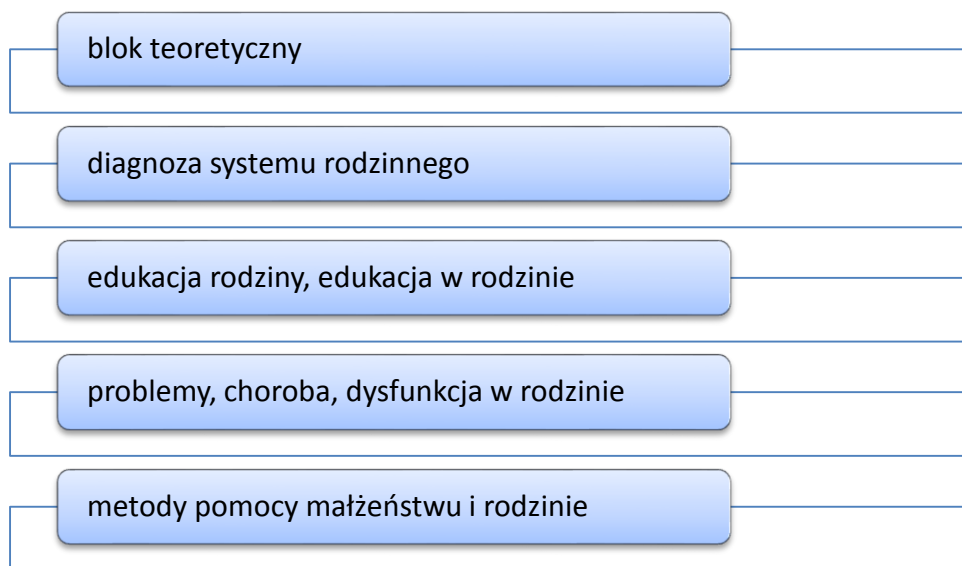 blok teoretyczny
diagnoza systemu rodzinnego
edukacja rodziny, edukacja w rodzinie
problemy, choroba, dysfunkcja w rodzinie
metody pomocy małżeństwu i rodzinie